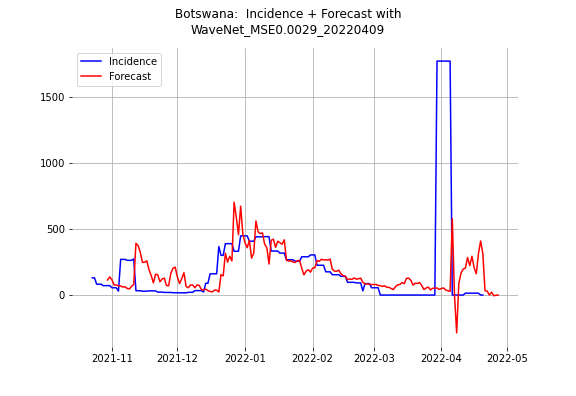 Botswana:  Incidence + Forecast with
WaveNet_MSE0.0029_20220409
Incidence
Forecast
1500
1000
500
0
2021-11 2021-12 2022-01 2022-02 2022-03 2022-04 2022-05